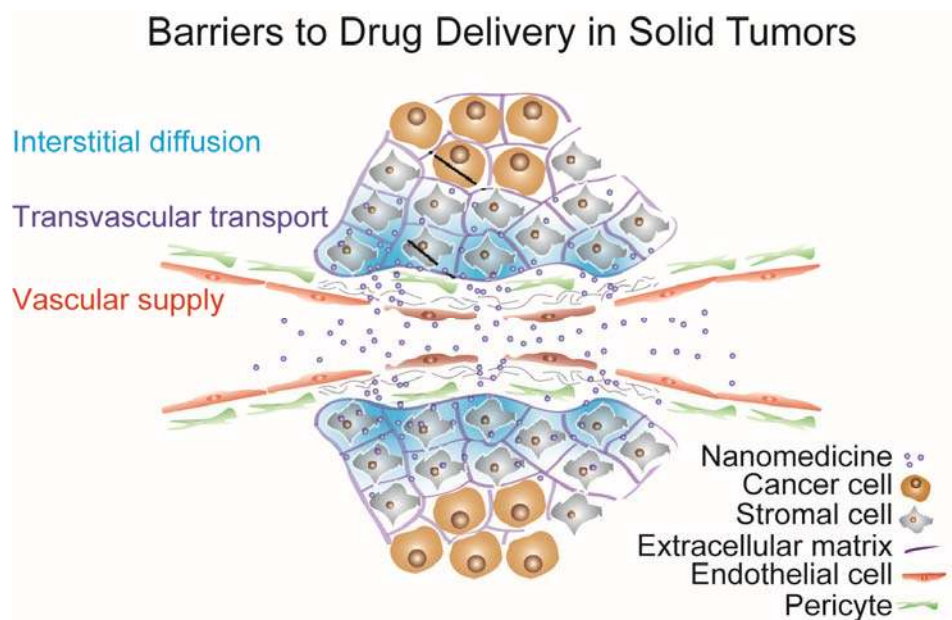 Barriers to Drug Delivery in Solid Tumors
Interstitial diffusion
Transvascular transport
Vascular supply
Nanomedicine
Cancer cell
Stromal cell
Extracellular matrix
Endothelial cell
Pericyte